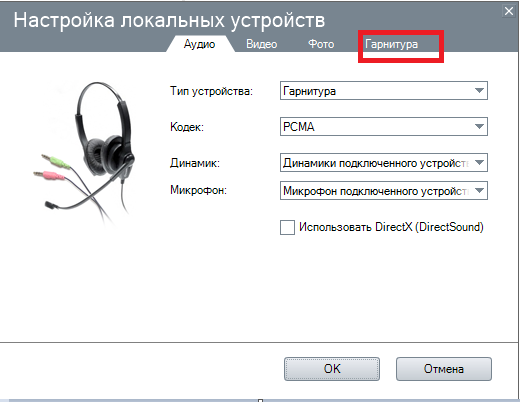 Настройка локальных устройств
Аудио Видео Фото Гарнитура
Тип устройства: Гарнитура
Кодек: PCMA
Динамик: Динамики подключенного устройств
Микрофон: Микрофон подключенного устройст
Использовать DirectX (DirectSound)
OK Отмена